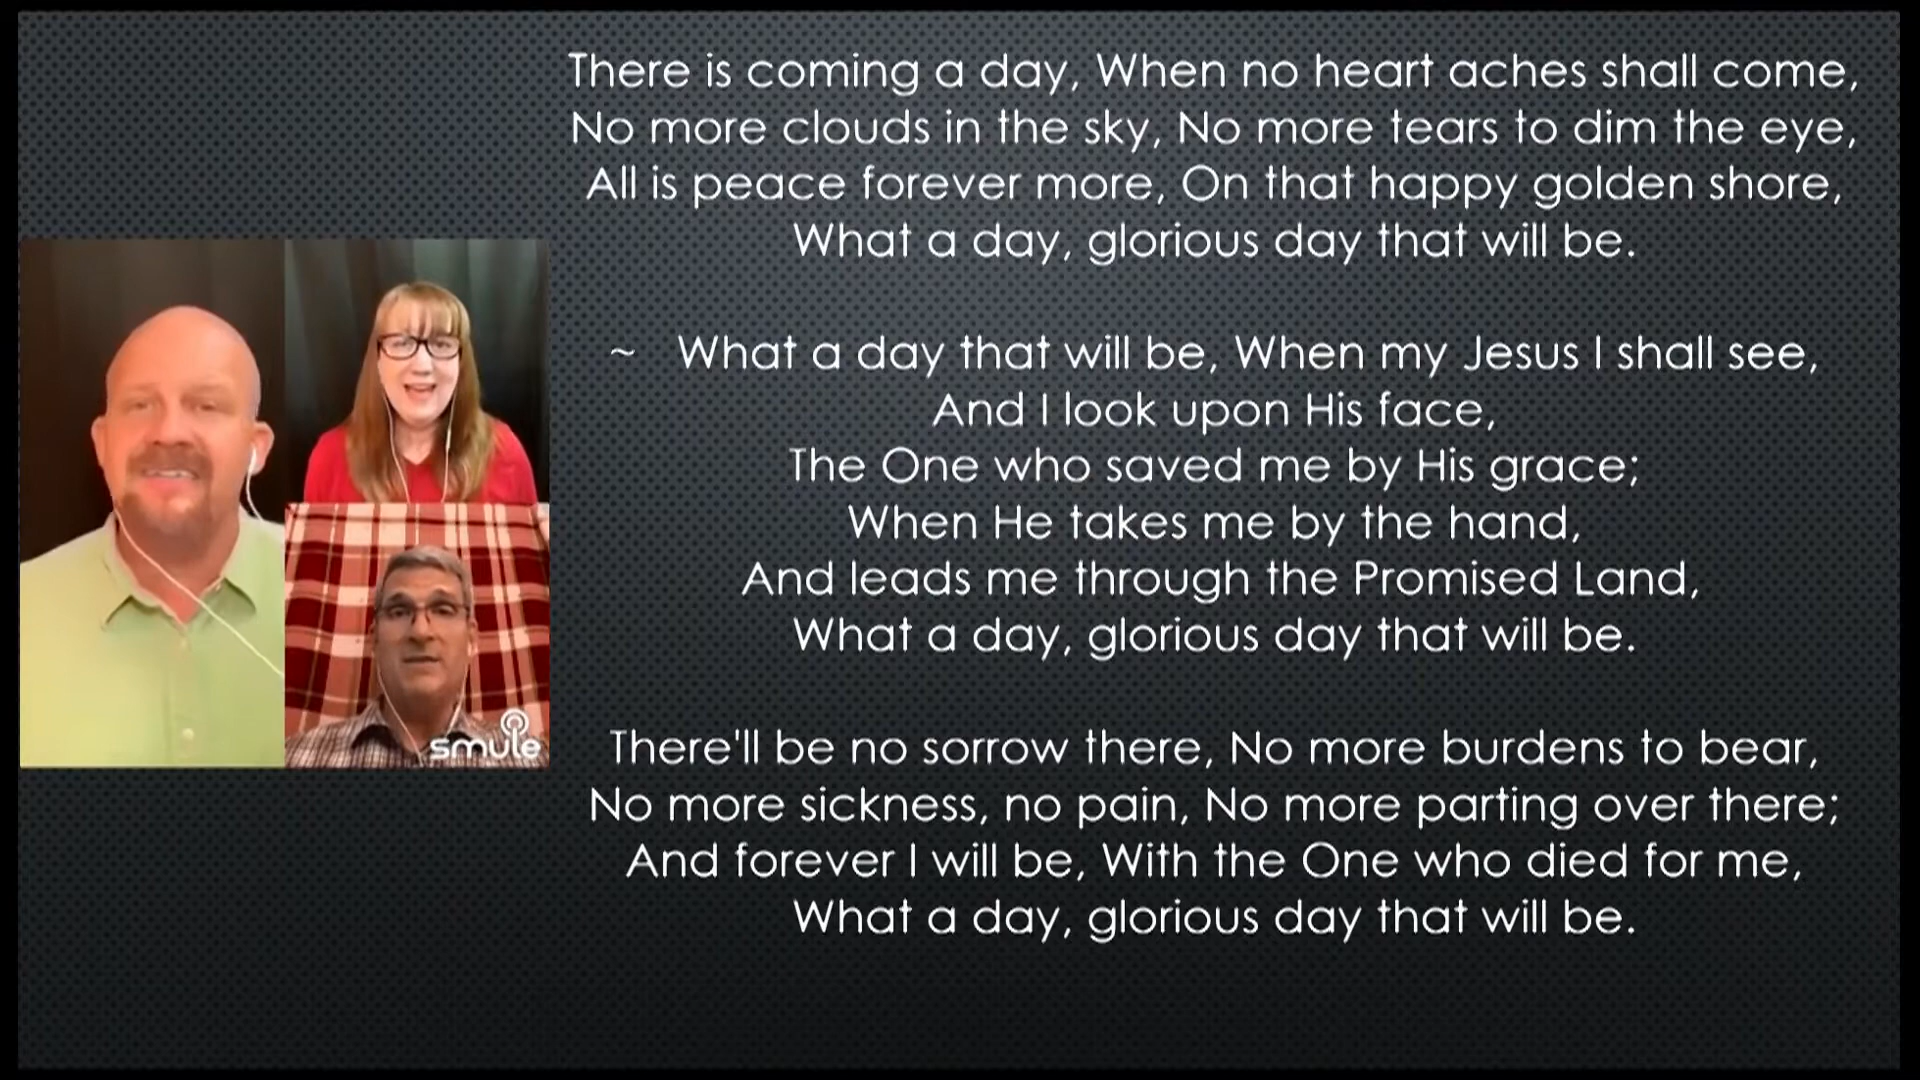 There is coming a day, When no heart aches shall come,
No more clouds in the sky, No more tears to dim the eye,
All is peace forever more, On that happy golden shore,
What a day, glorious day that will be.
~ What a day that will be, When my Jesus I shall see,
And I look upon His face,
The One who saved me by His grace;
When He takes me by the hand,
And leads me through the Promised Land,
What a day, glorious day that will be.
There'll be no sorrow there, No more burdens to bear,
No more sickness, no pain, No more parting over there;
And forever I will be, With the One who died for me,
What a day, glorious day that will be.
smule